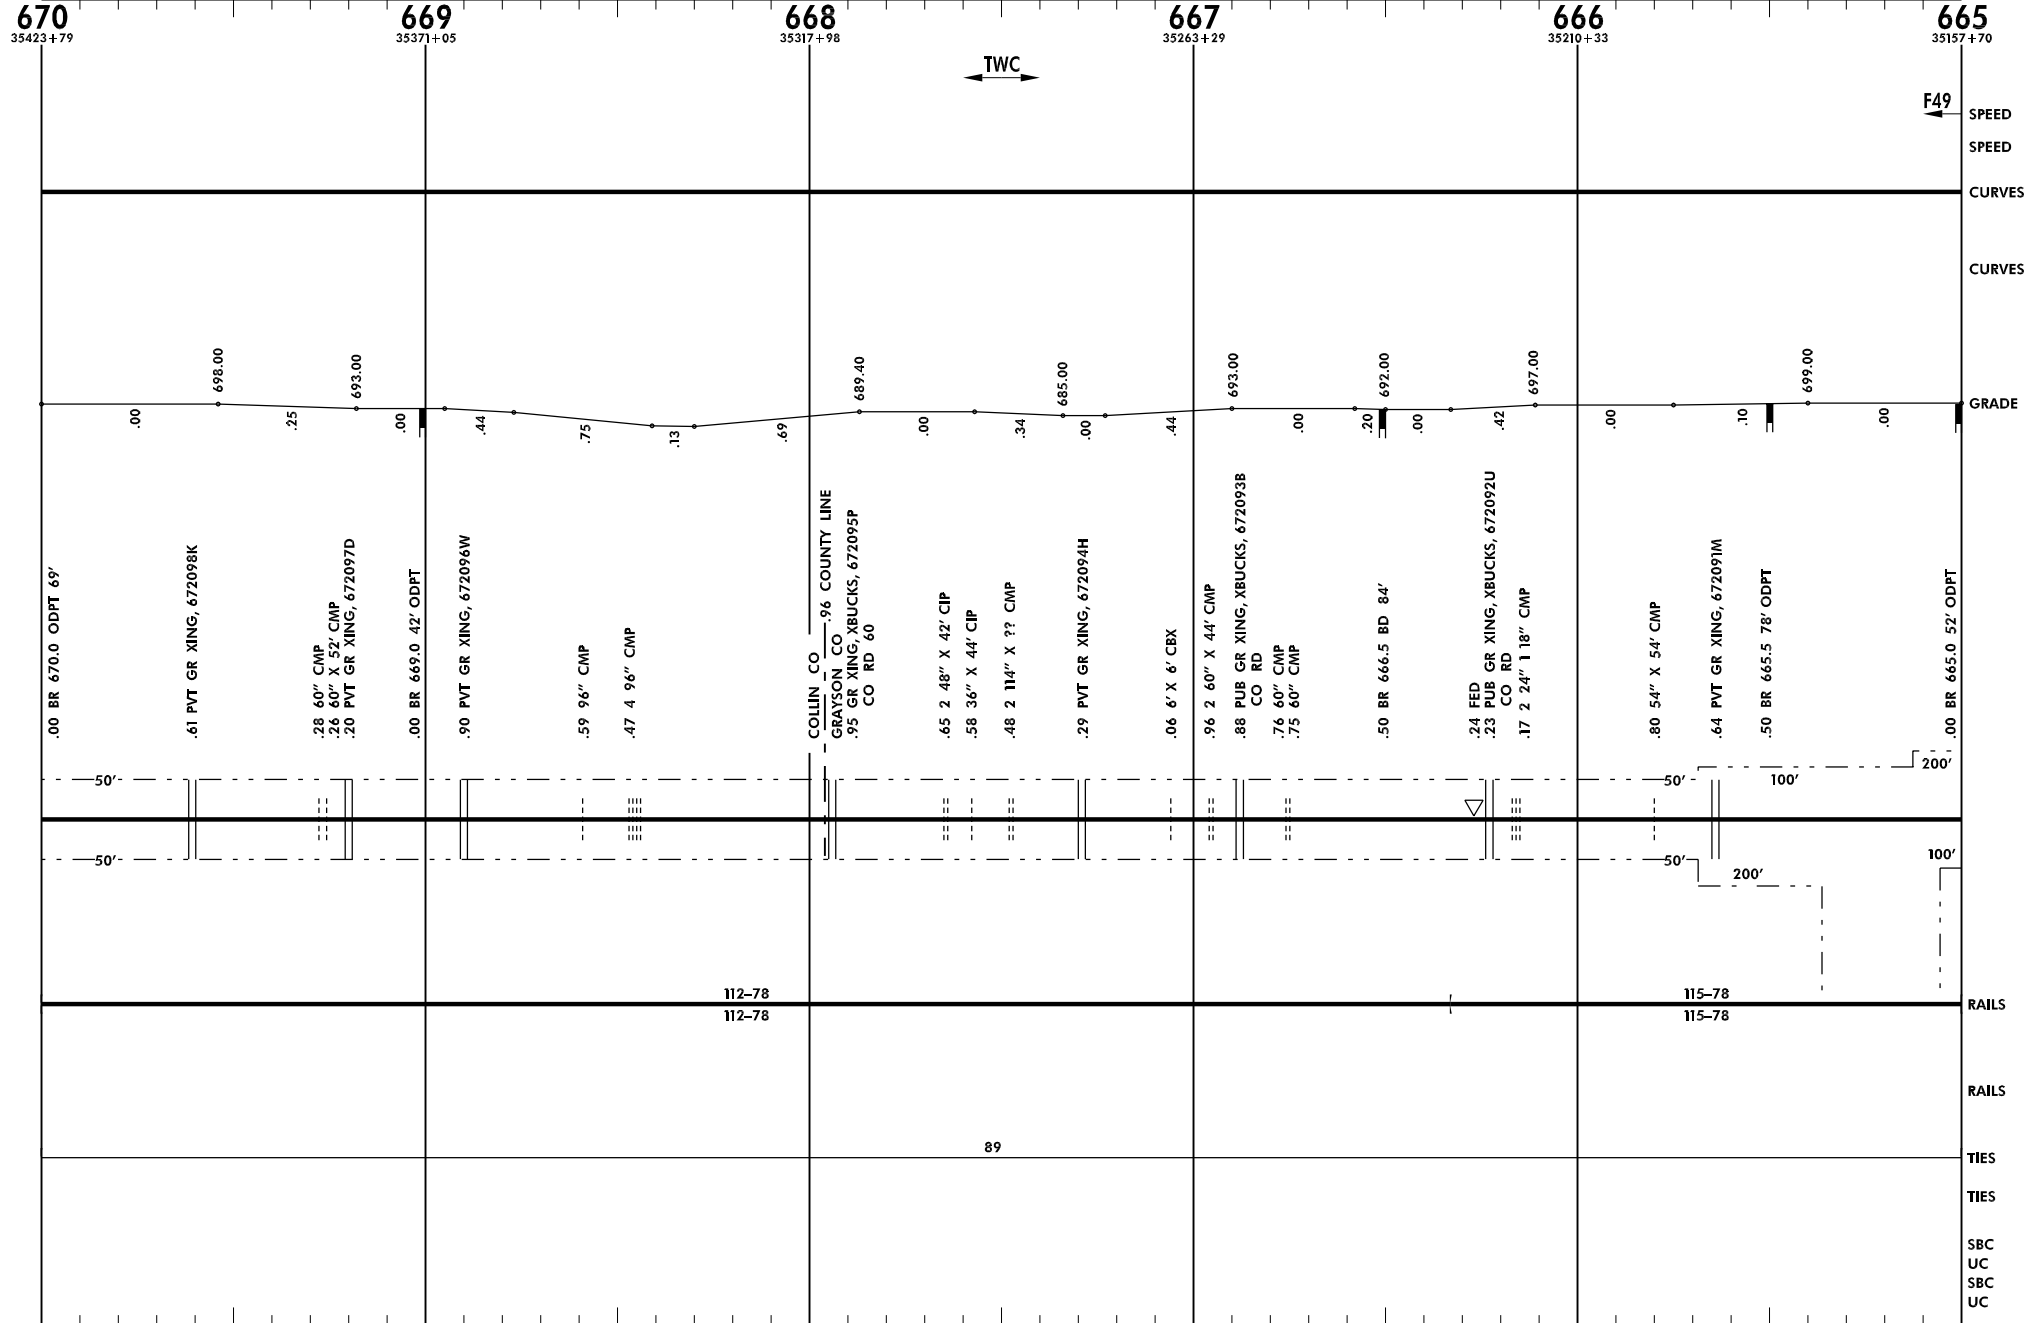 670 669 668 667 666 665
35423+79 35371+05 35317+98 35263+29 35210+33 35157+70
TWC
F49
SPEED
SPEED
CURVES
CURVES
698.00 693.00 689.40 685.00 693.00 692.00 697.00 699.00
GRADE
.00 .25 .00 .44 .75 .13 .69 .00 .34 .00 .44 .00 .20 .00 .42 .00 .10 .00
.00 BR 670.0 ODPT 69'
.61 PVT GR XING, 672098K
.28 60" CMP
.26 60" X 52' CMP
.20 PVT GR XING, 672097D
.00 BR 669.0 42' ODPT
.90 PVT GR XING, 672096W
.59 96" CMP
.47 4 96" CMP
COLLIN CO
.96 COUNTY LINE
GRAYSON CO
.95 GR XING, XBUCKS, 672095P
CO RD 60
.65 2 48" X 42' CIP
.58 36" X 44' CIP
.48 2 114" X ?? CMP
.29 PVT GR XING, 672094H
.06 6' X 6' CBX
.96 2 60" X 44' CMP
.88 PUB GR XING, XBUCKS, 672093B
CO RD
.76 60" CMP
.75 60" CMP
.50 BR 666.5 BD 84'
.24 FED
.23 PUB GR XING, XBUCKS, 672092U
CO RD
.17 2 24" 1 18" CMP
.80 54" X 54' CMP
.64 PVT GR XING, 672091M
.50 BR 665.5 78' ODPT
.00 BR 665.0 52' ODPT
200'
50' 50' 100'
50' 50' 100'
200'
112–78 115–78
RAILS
112–78 115–78
RAILS
89
TIES
TIES
SBC
UC
SBC
UC